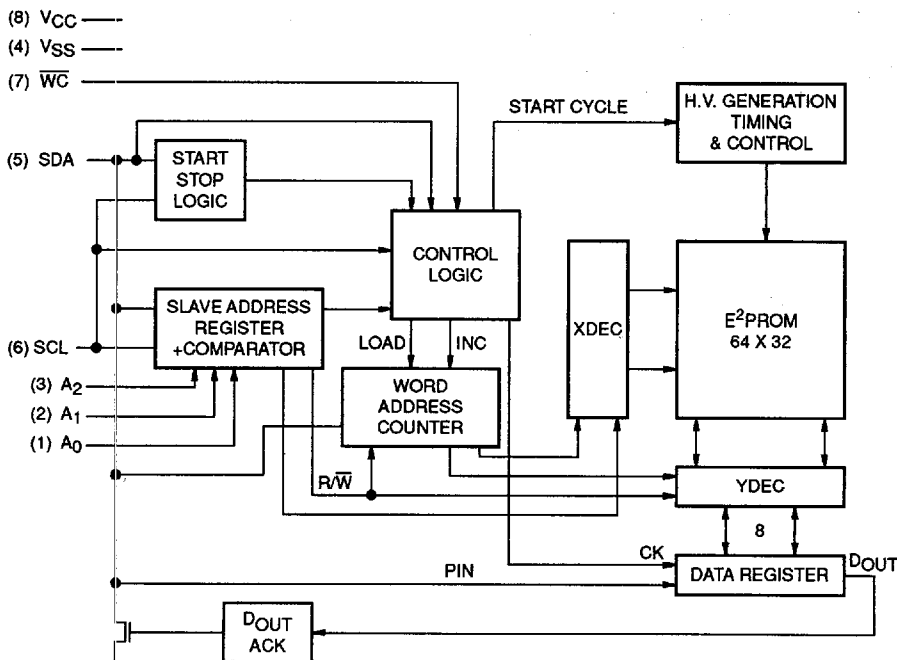 (8) VCC
(4) VSS
(7) W̅C̅
(5) SDA
START
STOP
LOGIC
START CYCLE
H.V. GENERATION
TIMING
& CONTROL
CONTROL
LOGIC
SLAVE ADDRESS
REGISTER
+COMPARATOR
(6) SCL
(3) A2
(2) A1
(1) A0
LOAD
INC
WORD
ADDRESS
COUNTER
XDEC
E²PROM
64 X 32
R/W̅
YDEC
8
CK
PIN
DATA REGISTER
DOUT
DOUT
ACK